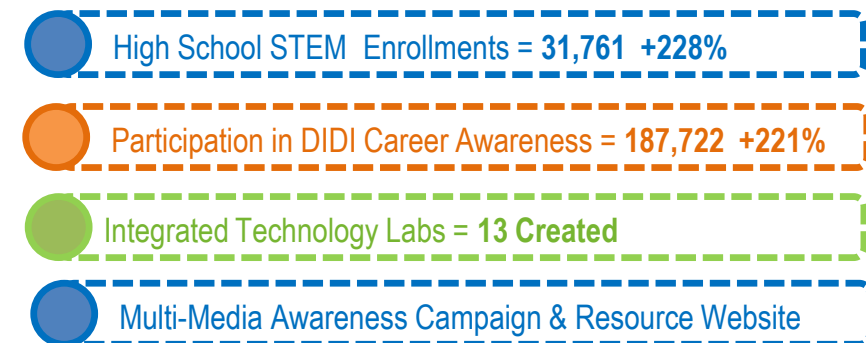 High School STEM Enrollments = 31,761 +228%
Participation in DIDI Career Awareness = 187,722 +221%
Integrated Technology Labs = 13 Created
Multi-Media Awareness Campaign & Resource Website